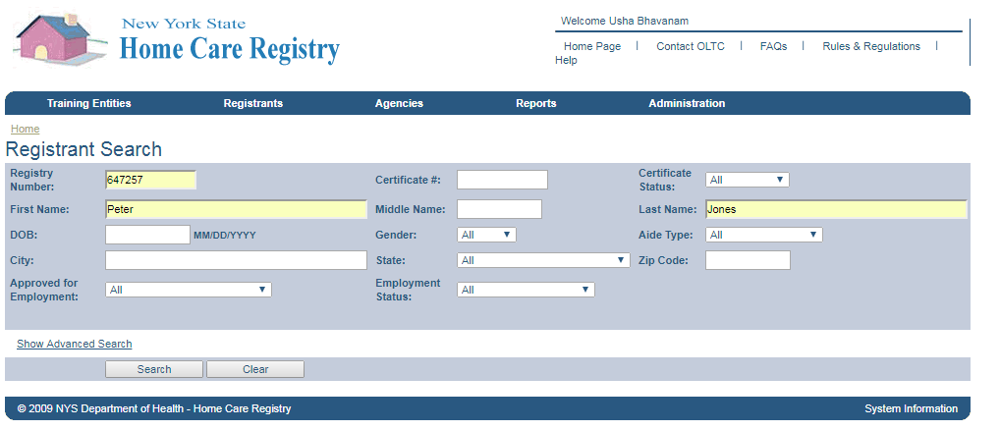 New York State
Home Care Registry
Welcome Usha Bhavanam
Home Page | Contact OLTC | FAQs | Rules & Regulations |
Help
Training Entities Registrants Agencies Reports Administration
Home
Registrant Search
Registry Number: 647257 Certificate #: Certificate Status: All
First Name: Peter Middle Name: Last Name: Jones
DOB: MM/DD/YYYY Gender: All Aide Type: All
City: State: All Zip Code:
Approved for Employment: All Employment Status: All
Show Advanced Search
Search Clear
© 2009 NYS Department of Health - Home Care Registry System Information